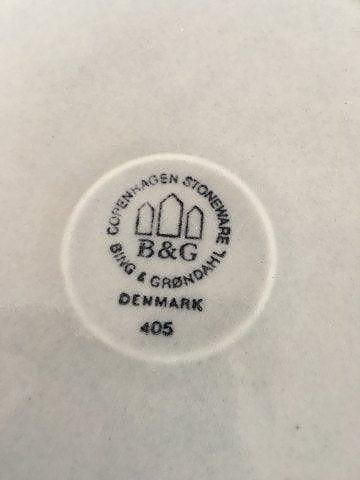 COPENHAGEN STONEWARE
B&G
BING & GRØNDAHL
DENMARK
405